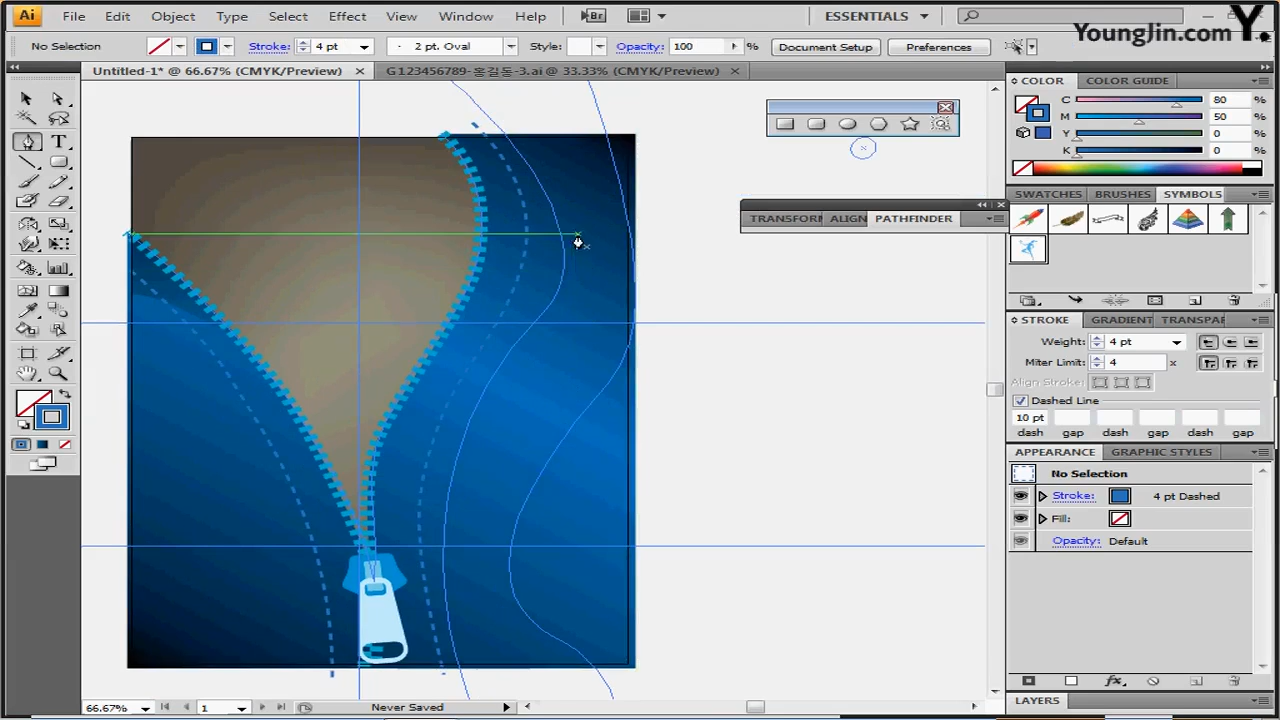 Ai File Edit Object Type Select Effect View Window Help Br ESSENTIALS
YoungJin.com Y.
No Selection Stroke: 4 pt 2 pt. Oval Style: Opacity: 100 % Document Setup Preferences
Untitled-1* @ 66.67% (CMYK/Preview) G123456789-홍길동-3.ai @ 33.33% (CMYK/Preview)
COLOR COLOR GUIDE
C 80 %
M 50 %
Y 0 %
K 0 %
SWATCHES BRUSHES SYMBOLS
TRANSFORM ALIGN PATHFINDER
STROKE GRADIENT TRANSPAR
Weight: 4 pt
Miter Limit: 4 x
Align Stroke:
Dashed Line
10 pt
dash gap dash gap dash gap
APPEARANCE GRAPHIC STYLES
No Selection
Stroke: 4 pt Dashed
Fill:
Opacity: Default
LAYERS
66.67% 1 Never Saved